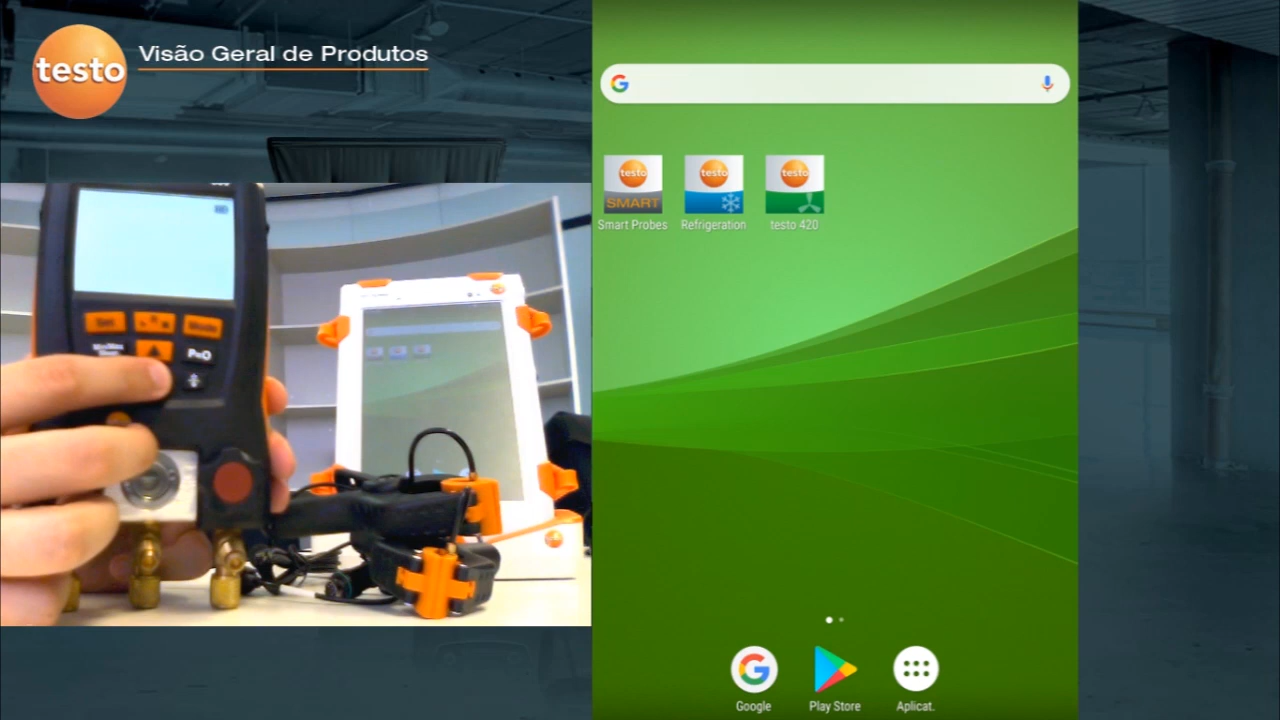 testo
Visão Geral de Produtos
testo
SMART
Smart Probes
testo
Refrigeration
testo
testo 420
Set
Mode
P=0
Google
Play Store
Aplicat.